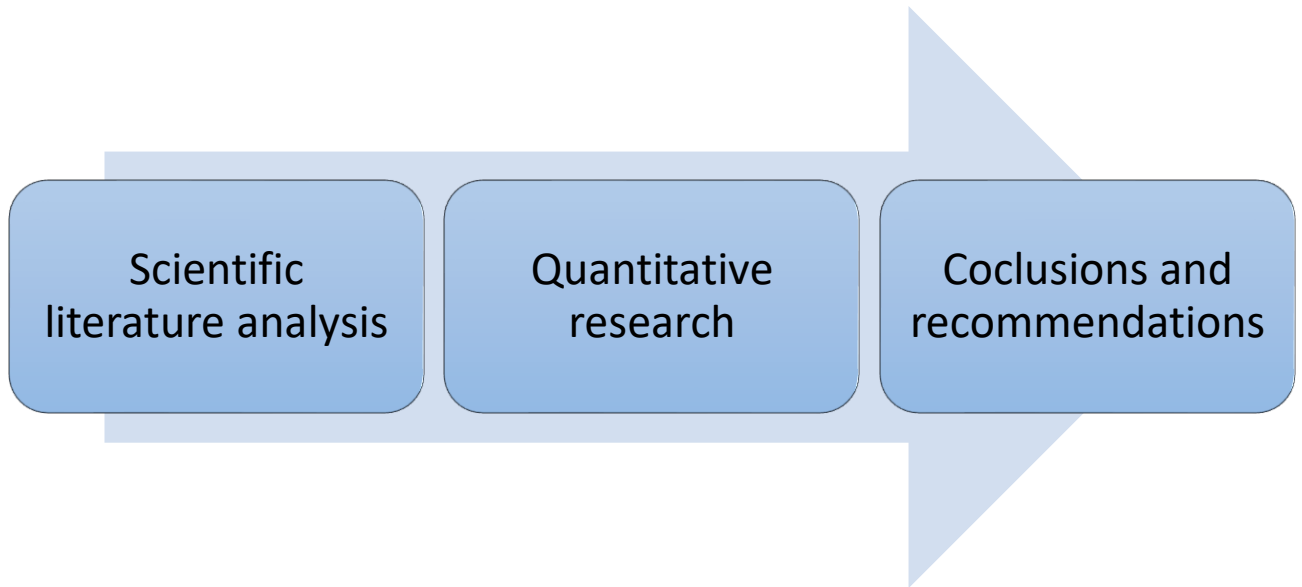 Scientific
literature analysis
Quantitative
research
Coclusions and
recommendations